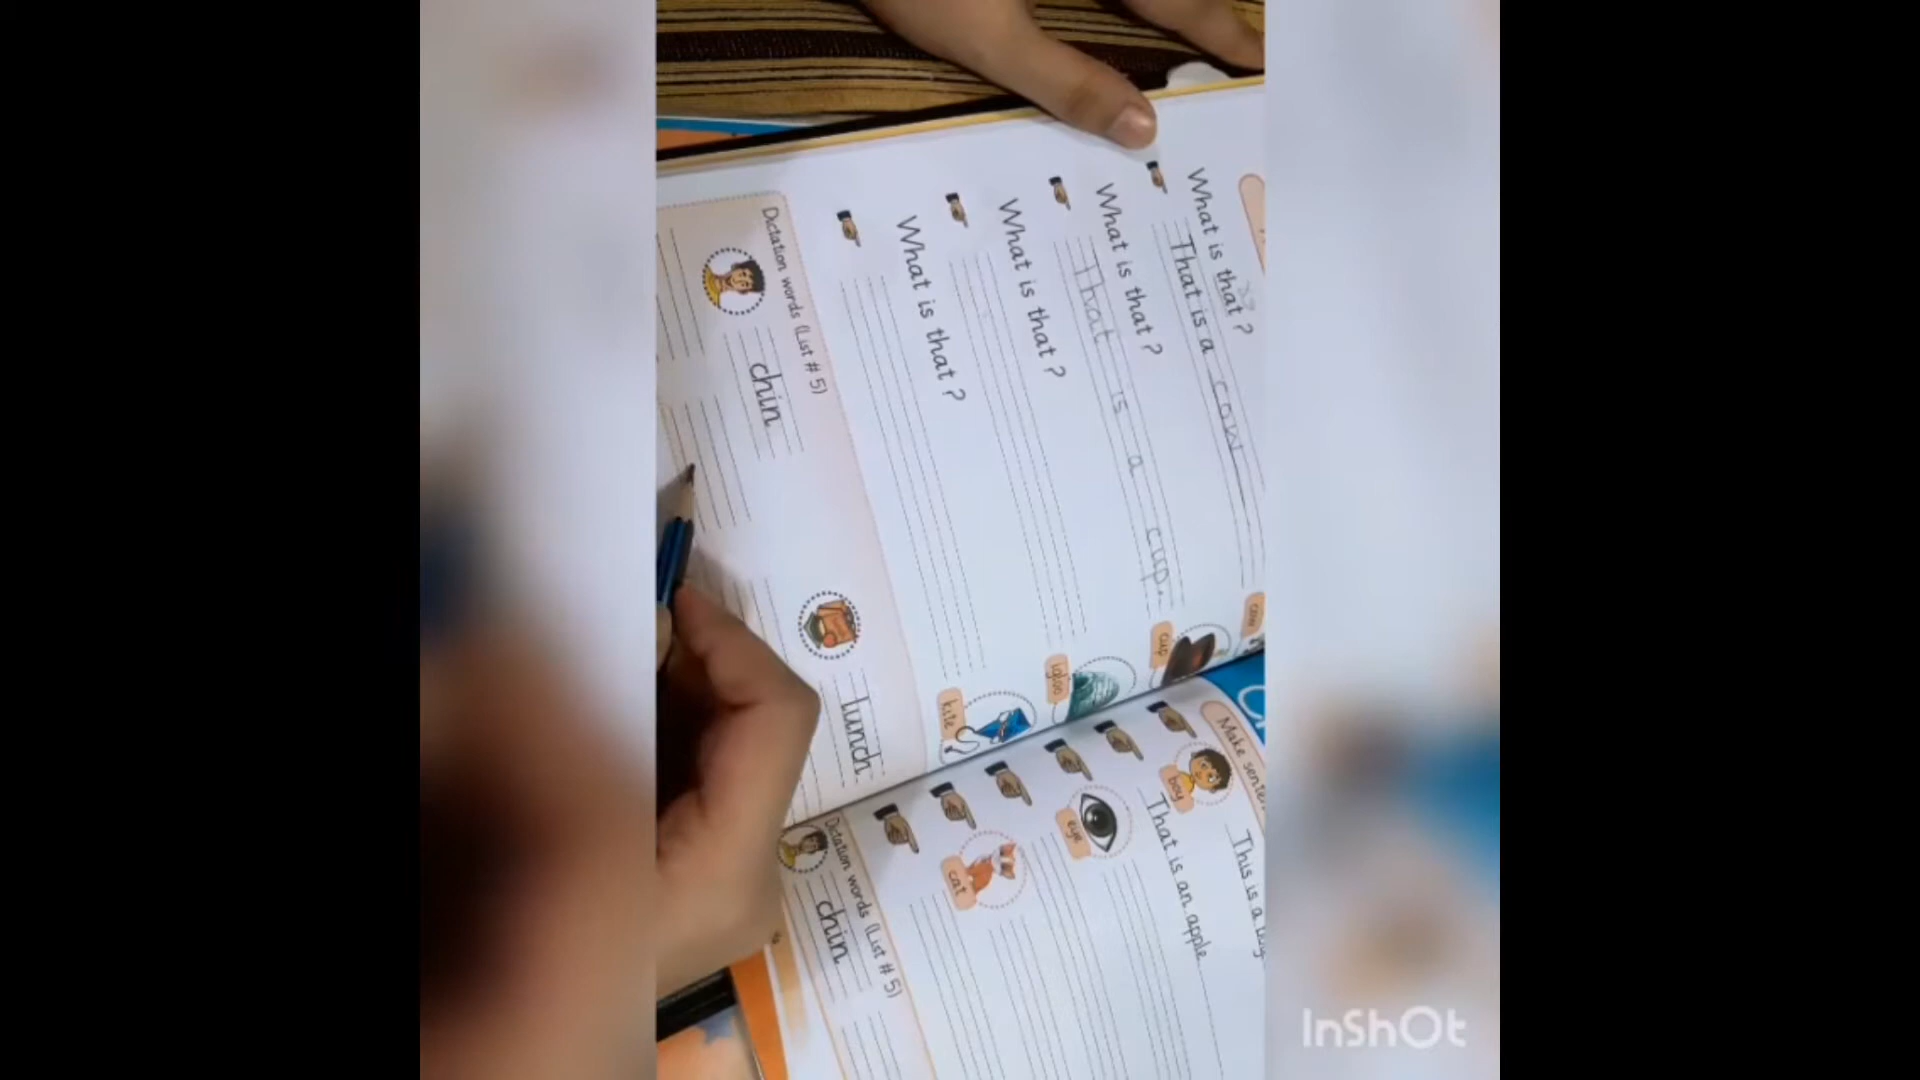 What is that ?
That is a cow
cow
What is that ?
That is a cup.
cup
What is that ?
igloo
What is that ?
kite
Dictation words (List # 5)
chin
lunch
Make
This is a
boy
That is an apple
eye
cat
Dictation words (List # 5)
chin
InShOt